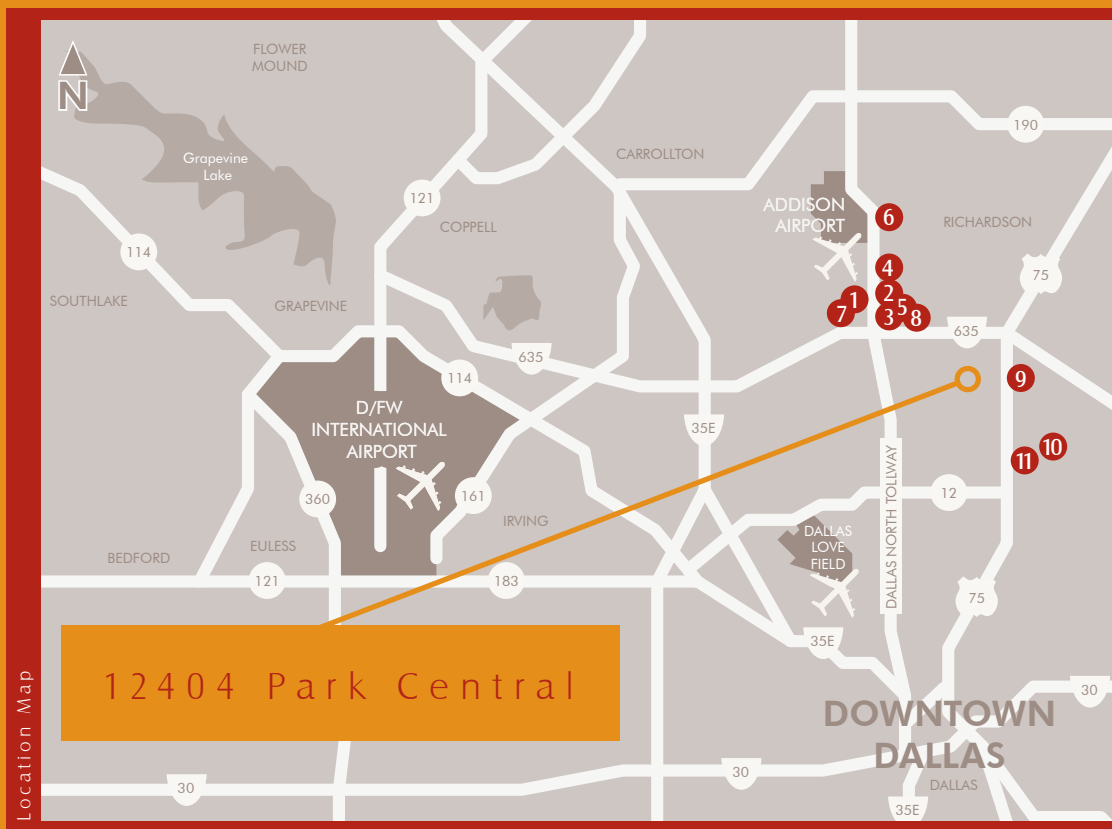 FLOWER
MOUND
N
Grapevine
Lake
CARROLLTON
190
121
ADDISON
AIRPORT
COPPELL
6
RICHARDSON
114
4
75
SOUTHLAKE
GRAPEVINE
1
2
5
7
3
8
635
635
114
9
D/FW
INTERNATIONAL
AIRPORT
35E
10
11
360
161
12
IRVING
DALLAS NORTH TOLLWAY
DALLAS
LOVE
FIELD
BEDFORD
EULESS
121
183
75
35E
12404 Park Central
30
DOWNTOWN
DALLAS
30
30
DALLAS
35E
Location Map